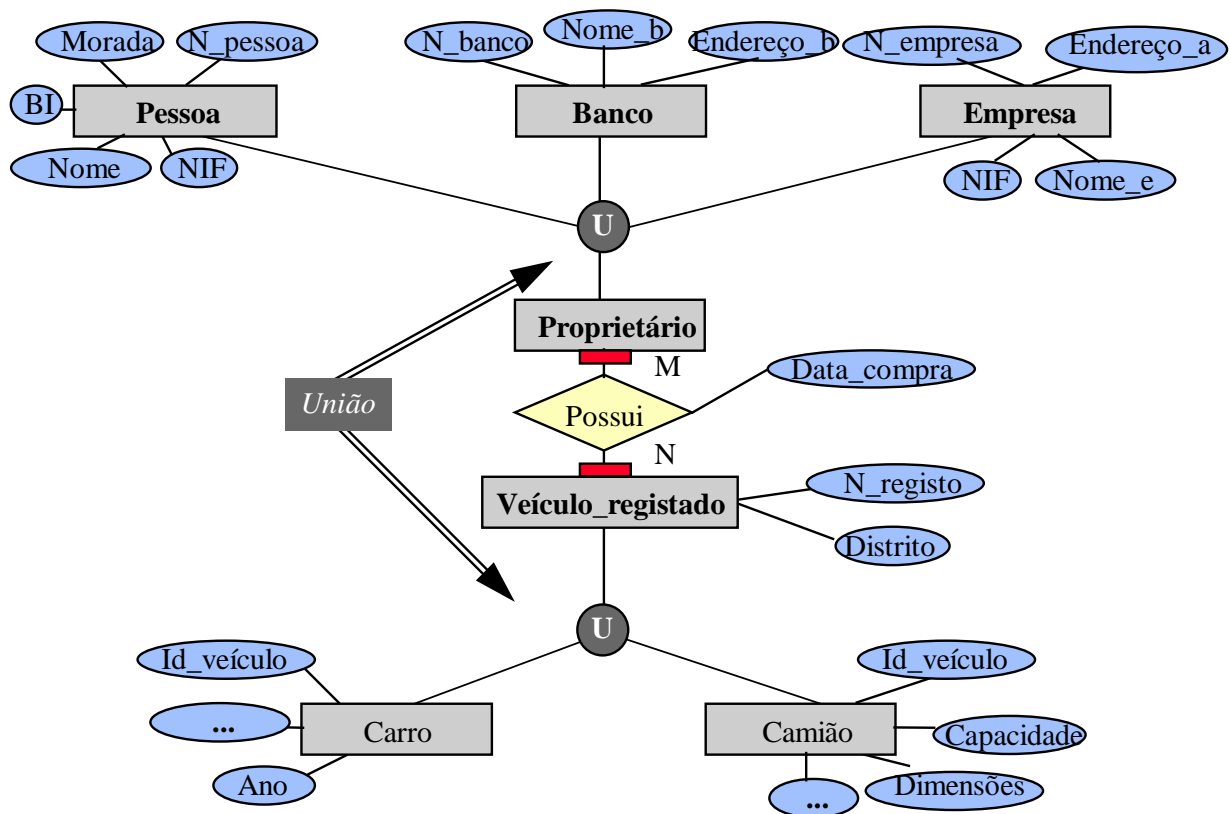 Morada
N_pessoa
N_banco
Nome_b
Endereço_b
N_empresa
Endereço_a
BI
Pessoa
Banco
Empresa
Nome
NIF
NIF
Nome_e
U
Proprietário
M
Data_compra
União
Possui
N
N_registo
Veículo_registado
Distrito
U
Id_veículo
Id_veículo
...
Carro
Camião
Capacidade
Ano
Dimensões
...